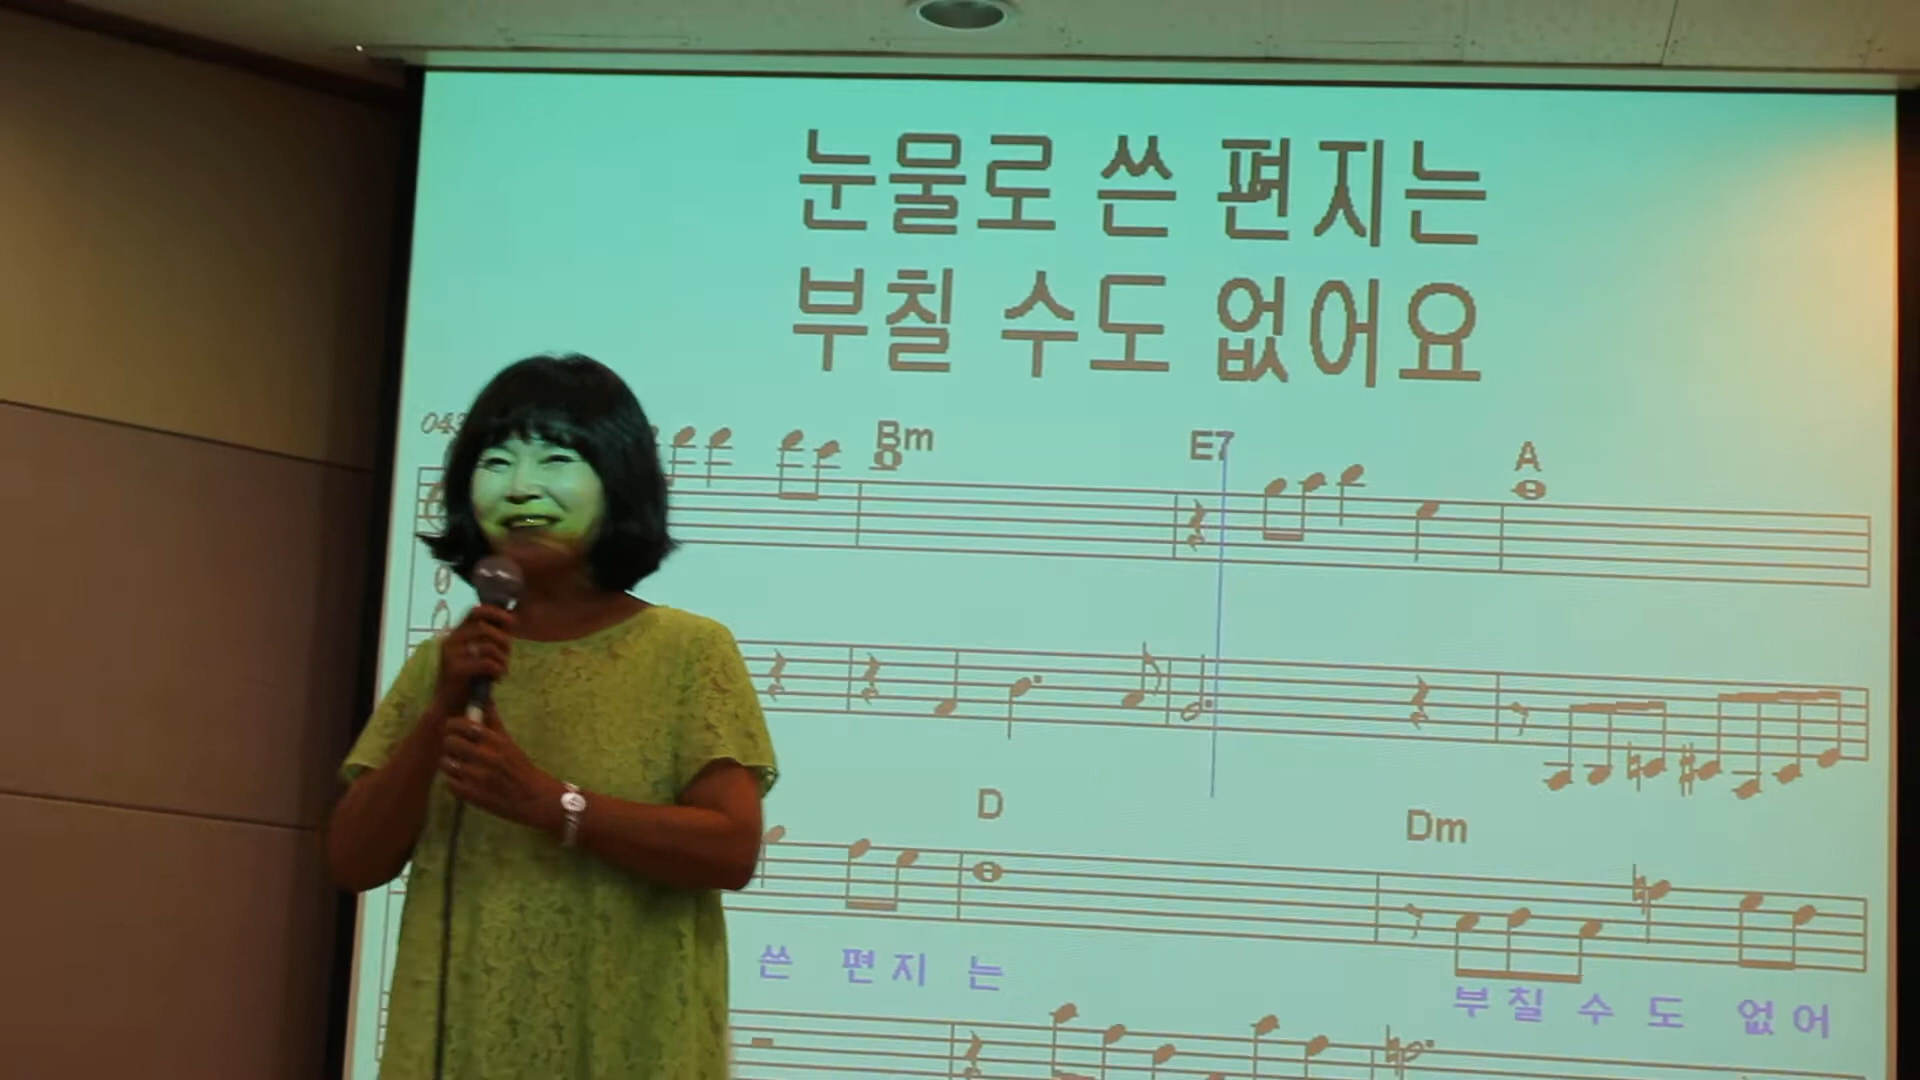 눈물로 쓴 편지는
부칠 수도 없어요
Bm E7 A
D Dm
쓴 편지 는 부 칠 수 도 없 어